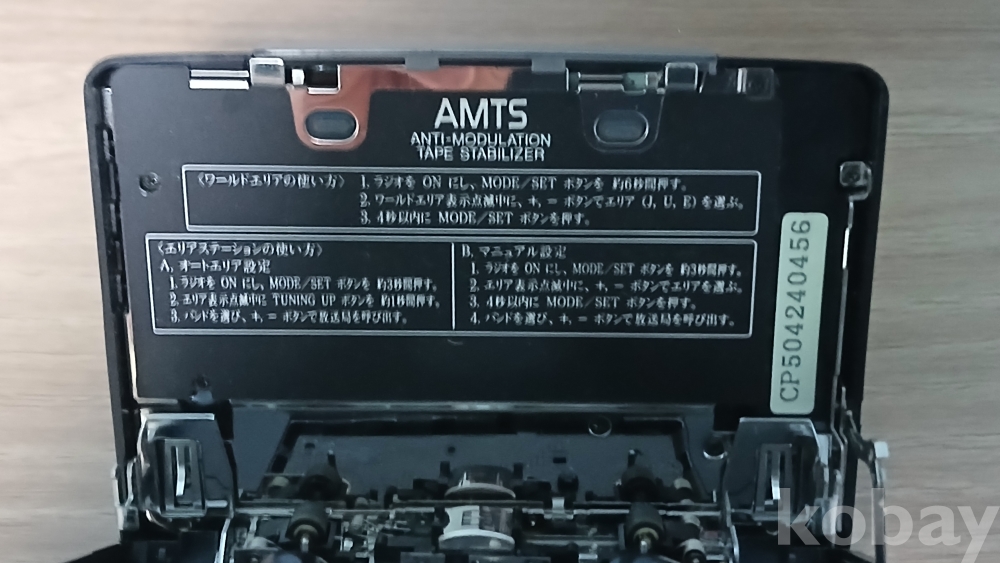 AMTS
ANTI-MODULATION
TAPE STABILIZER
〈ワールドエリアの使い方〉 1. ラジオを ON にし、MODE/SET ボタンを 約6秒間押す。
2. ワールドエリア表示点滅中に、+, − ボタンでエリア (J, U, E) を選ぶ。
3. 4秒以内に MODE/SET ボタンを押す。
〈エリアステーションの使い方〉
A. オートエリア設定
1. ラジオを ON にし、MODE/SET ボタンを 約3秒間押す。
2. エリア表示点滅中に TUNING UP ボタンを 約1秒間押す。
3. バンドを選び、+, − ボタンで放送局を呼び出す。
B. マニュアル設定
1. ラジオを ON にし、MODE/SET ボタンを 約3秒間押す。
2. エリア表示点滅中に、+, − ボタンでエリアを選ぶ。
3. 4秒以内に MODE/SET ボタンを押す。
4. バンドを選び、+, − ボタンで放送局を呼び出す。
CP504240456
kobay